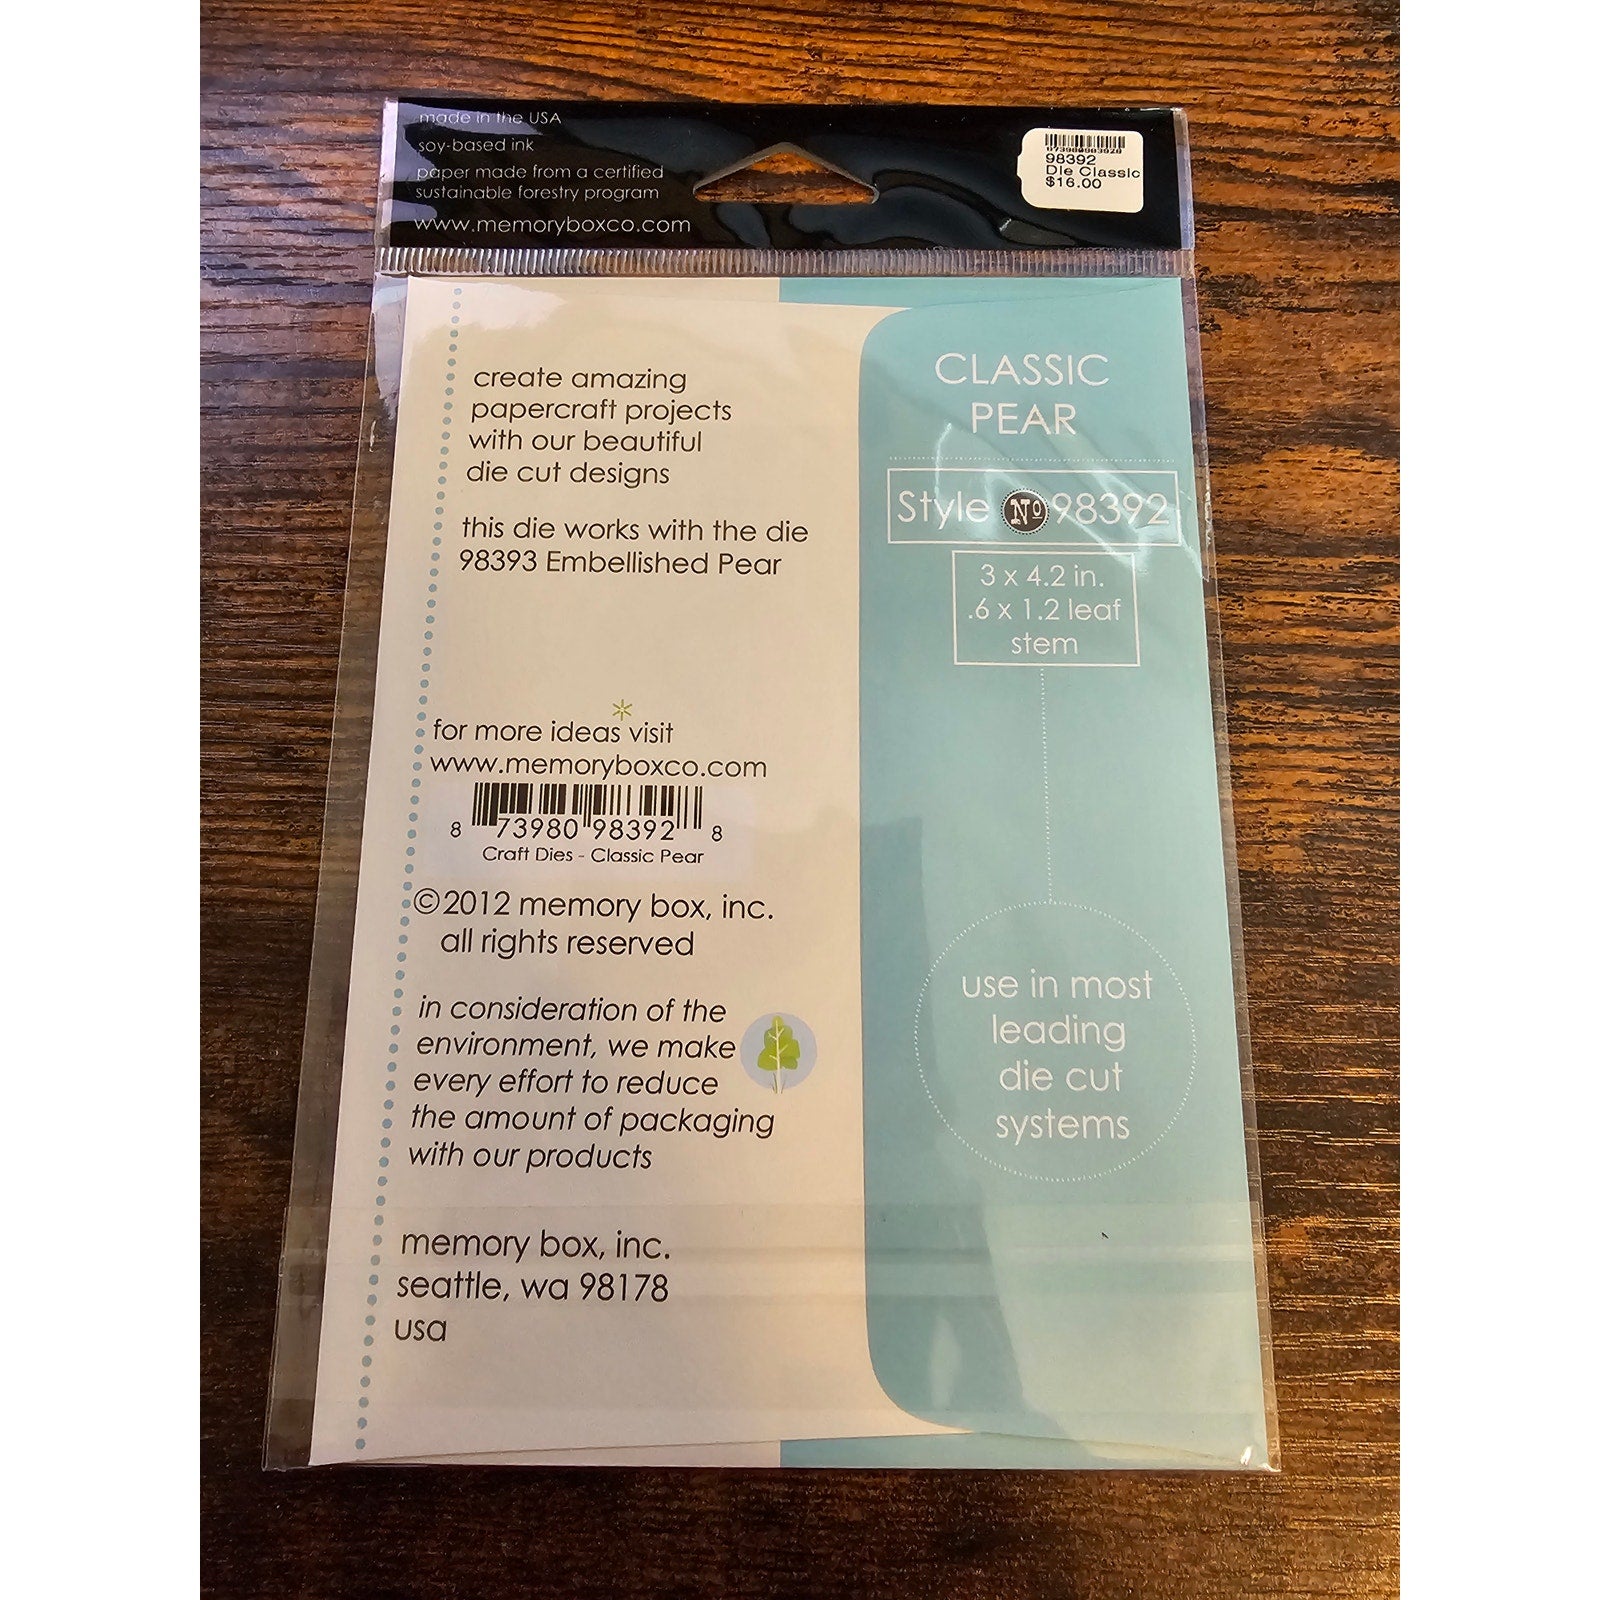 made in the USA
soy-based ink
paper made from a certified
sustainable forestry program
www.memoryboxco.com
98392
Die Classic
$16.00
create amazing
papercraft projects
with our beautiful
die cut designs
this die works with the die
98393 Embellished Pear
for more ideas visit
www.memoryboxco.com
8 73980 98392 8
Craft Dies - Classic Pear
©2012 memory box, inc.
all rights reserved
in consideration of the
environment, we make
every effort to reduce
the amount of packaging
with our products
memory box, inc.
seattle, wa 98178
usa
CLASSIC
PEAR
Style No 98392
3 x 4.2 in.
.6 x 1.2 leaf
stem
use in most
leading
die cut
systems